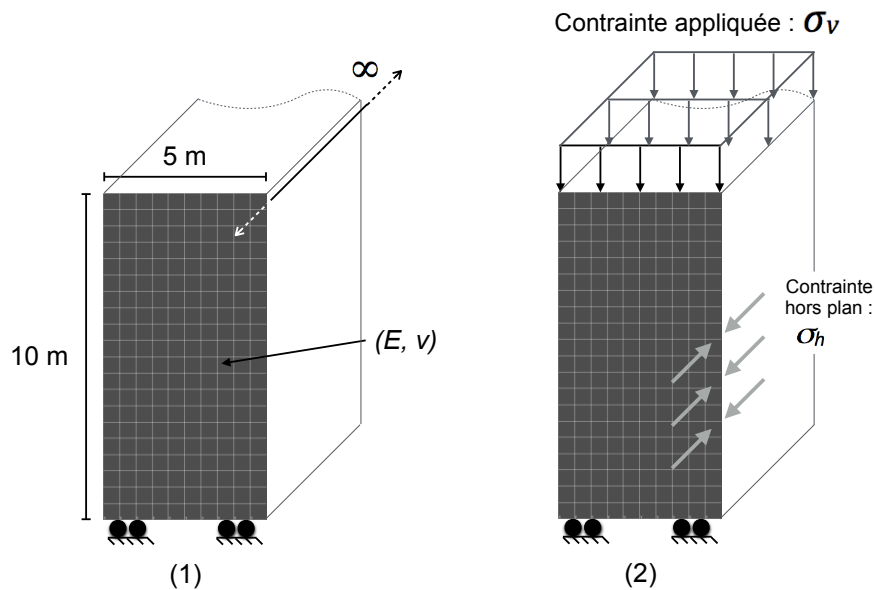 Contrainte appliquée : σv
∞
5 m
10 m
(E, ν)
Contrainte
hors plan :
σh
(1)
(2)